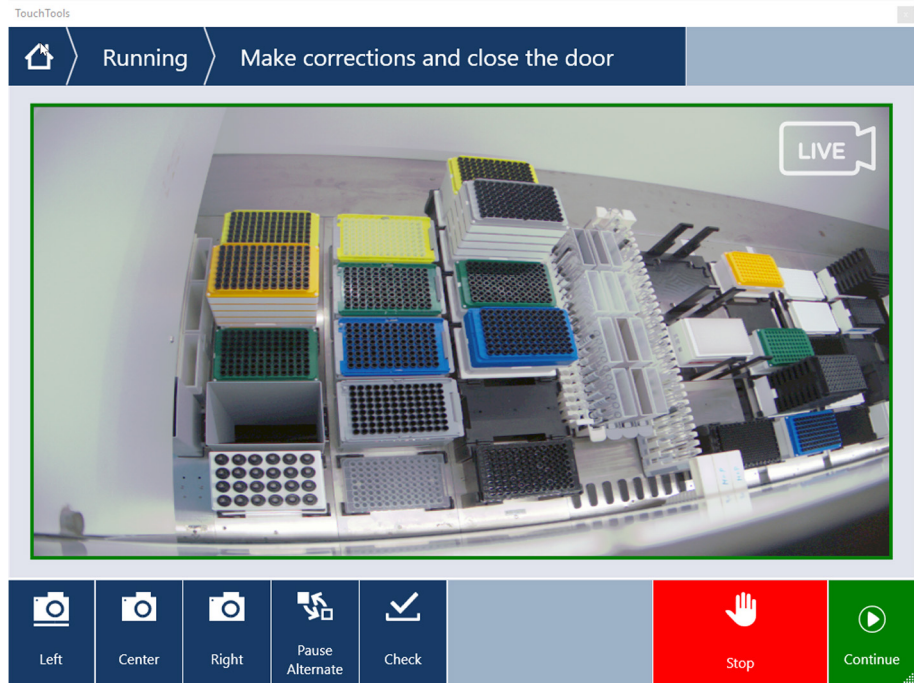 TouchTools
Running
Make corrections and close the door
LIVE
Left
Center
Right
Pause
Alternate
Check
Stop
Continue